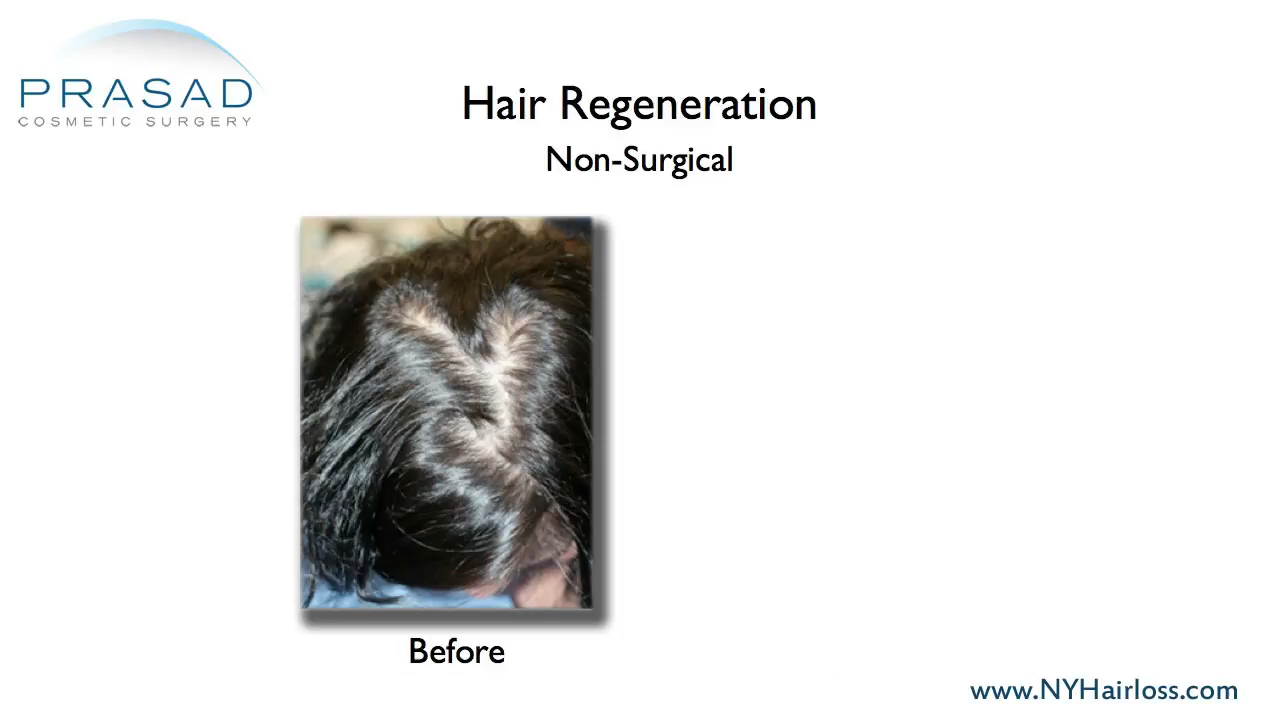 PRASAD
COSMETIC SURGERY
Hair Regeneration
Non-Surgical
Before
www.NYHairloss.com